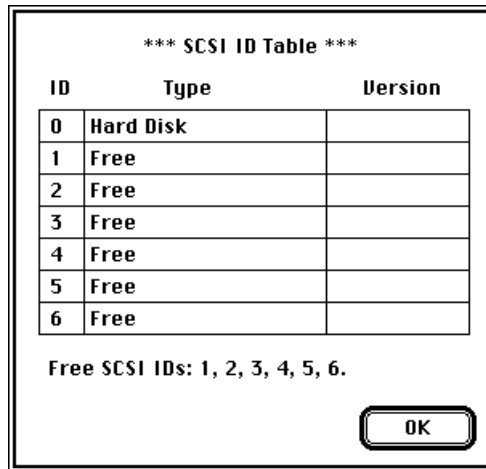 *** SCSI ID Table ***
ID Type Version
0 Hard Disk
1 Free
2 Free
3 Free
4 Free
5 Free
6 Free
Free SCSI IDs: 1, 2, 3, 4, 5, 6.
OK